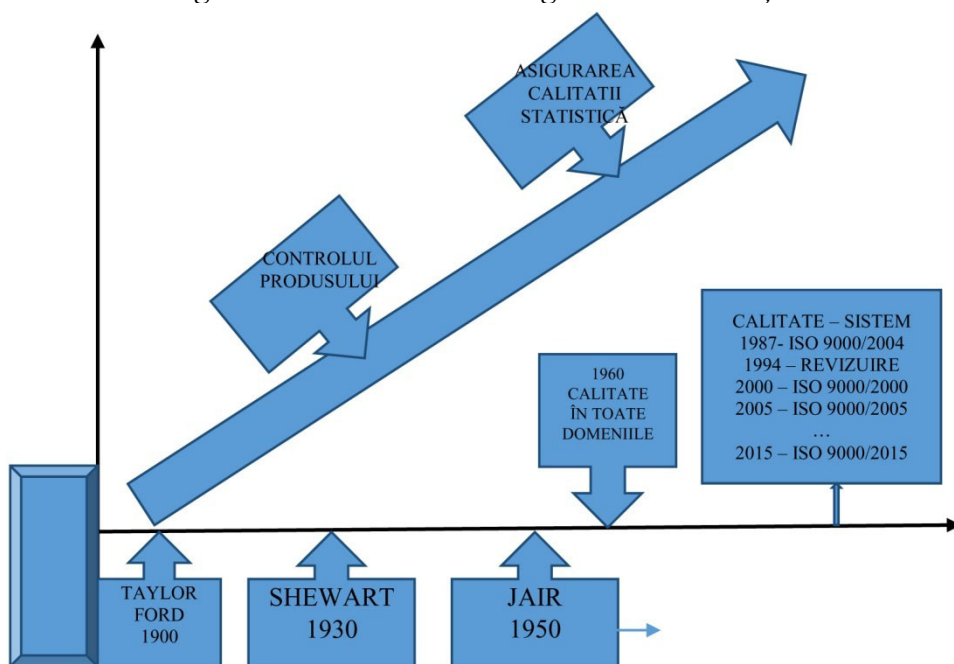 ASIGURAREA
CALITATII
STATISTICĂ
CONTROLUL
PRODUSULUI
CALITATE – SISTEM
1987- ISO 9000/2004
1994 – REVIZUIRE
2000 – ISO 9000/2000
2005 – ISO 9000/2005
…
2015 – ISO 9000/2015
1960
CALITATE
ÎN TOATE
DOMENIILE
TAYLOR
FORD
1900
SHEWART
1930
JAIR
1950